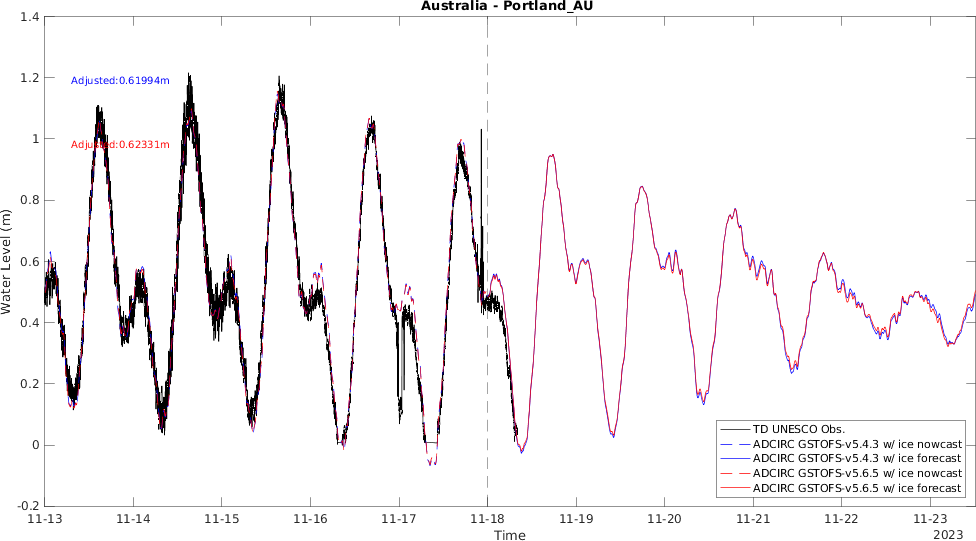 Australia - Portland_AU
1.4
1.2
1
0.8
0.6
0.4
0.2
0
-0.2
Water Level (m)
Adjusted:0.61994m
Adjusted:0.62331m
TD UNESCO Obs.
ADCIRC GSTOFS-v5.4.3 w/ ice nowcast
ADCIRC GSTOFS-v5.4.3 w/ ice forecast
ADCIRC GSTOFS-v5.6.5 w/ ice nowcast
ADCIRC GSTOFS-v5.6.5 w/ ice forecast
11-13 11-14 11-15 11-16 11-17 11-18 11-19 11-20 11-21 11-22 11-23
Time
2023